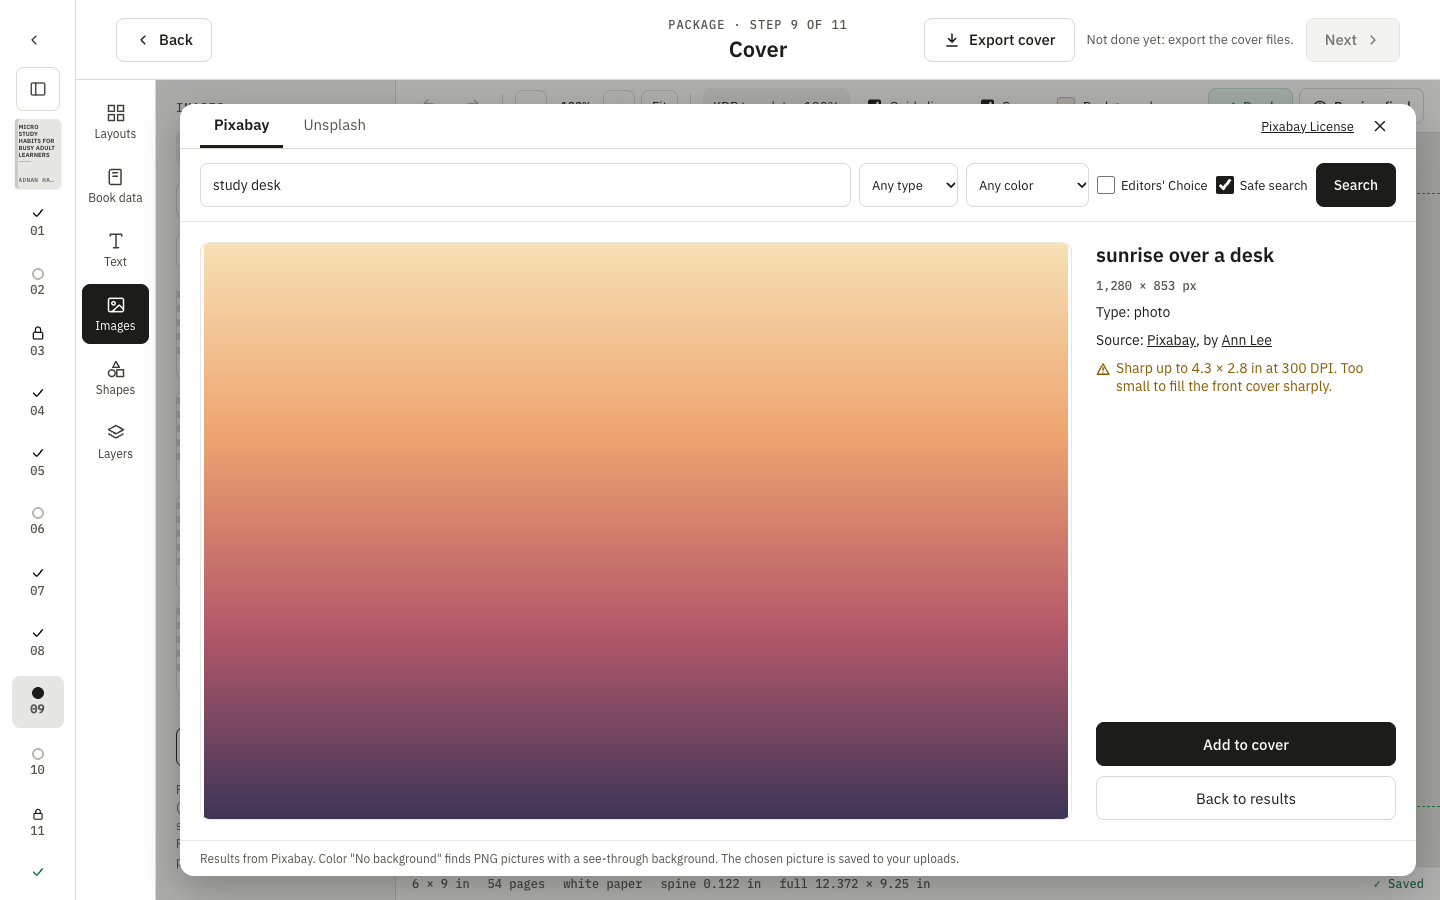 Back
PACKAGE · STEP 9 OF 11
Cover
Export cover
Not done yet: export the cover files.
Next
MICRO
STUDY
HABITS FOR
BUSY ADULT
LEARNERS
ADNAN HA…
01
02
03
04
05
06
07
08
09
10
11
Layouts
Book data
Text
Images
Shapes
Layers
Pixabay
Unsplash
Pixabay License
study desk
Any type
Any color
Editors' Choice
Safe search
Search
sunrise over a desk
1,280 × 853 px
Type: photo
Source: Pixabay, by Ann Lee
Sharp up to 4.3 × 2.8 in at 300 DPI. Too
small to fill the front cover sharply.
Add to cover
Back to results
Results from Pixabay. Color "No background" finds PNG pictures with a see-through background. The chosen picture is saved to your uploads.
6 × 9 in 54 pages white paper spine 0.122 in full 12.372 × 9.25 in
✓ Saved